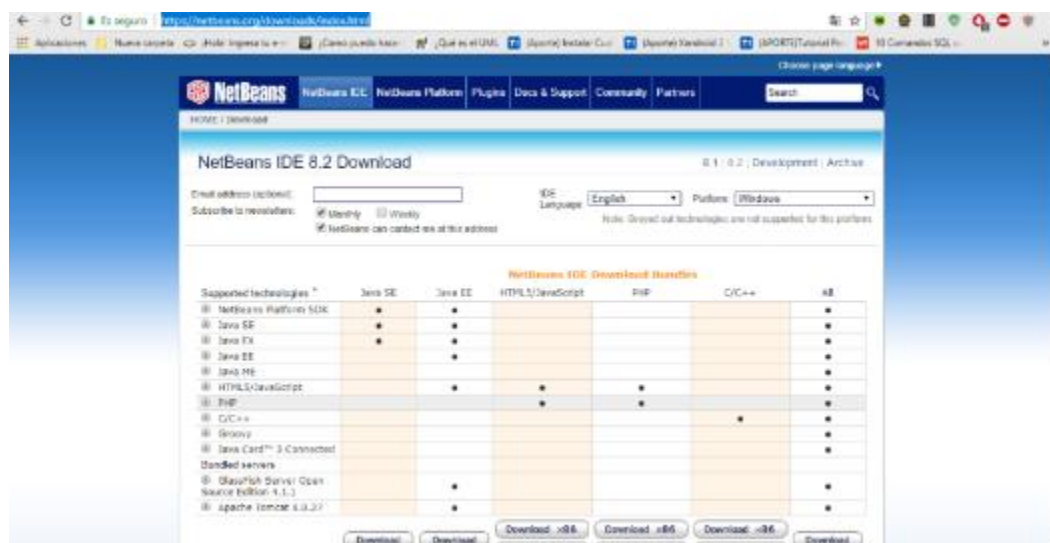 Es seguro https://netbeans.org/downloads/index.html
Aplicaciones Nueva carpeta ¿Qué es el UML 10 Comandos SQL
Choose page language
NetBeans NetBeans IDE NetBeans Platform Plugins Docs & Support Community Partners Search
HOME / Download
NetBeans IDE 8.2 Download 8.1 8.2 Development Archive
Email address (optional):
IDE Language: English Platform: Windows
Subscribe to newsletters: Monthly Weekly
Note: Greyed out technologies are not supported for this platform.
NetBeans can contact me at this address
NetBeans IDE Download Bundles
Supported technologies * Java SE Java EE HTML5/JavaScript PHP C/C++ All
NetBeans Platform SDK
Java SE
Java FX
Java EE
Java ME
HTML5/JavaScript
PHP
C/C++
Groovy
Java Card™ 3 Connected
Bundled servers
GlassFish Server Open
Source Edition 4.1.1
Apache Tomcat 8.0.27
Download Download Download x86 Download x86 Download x86 Download